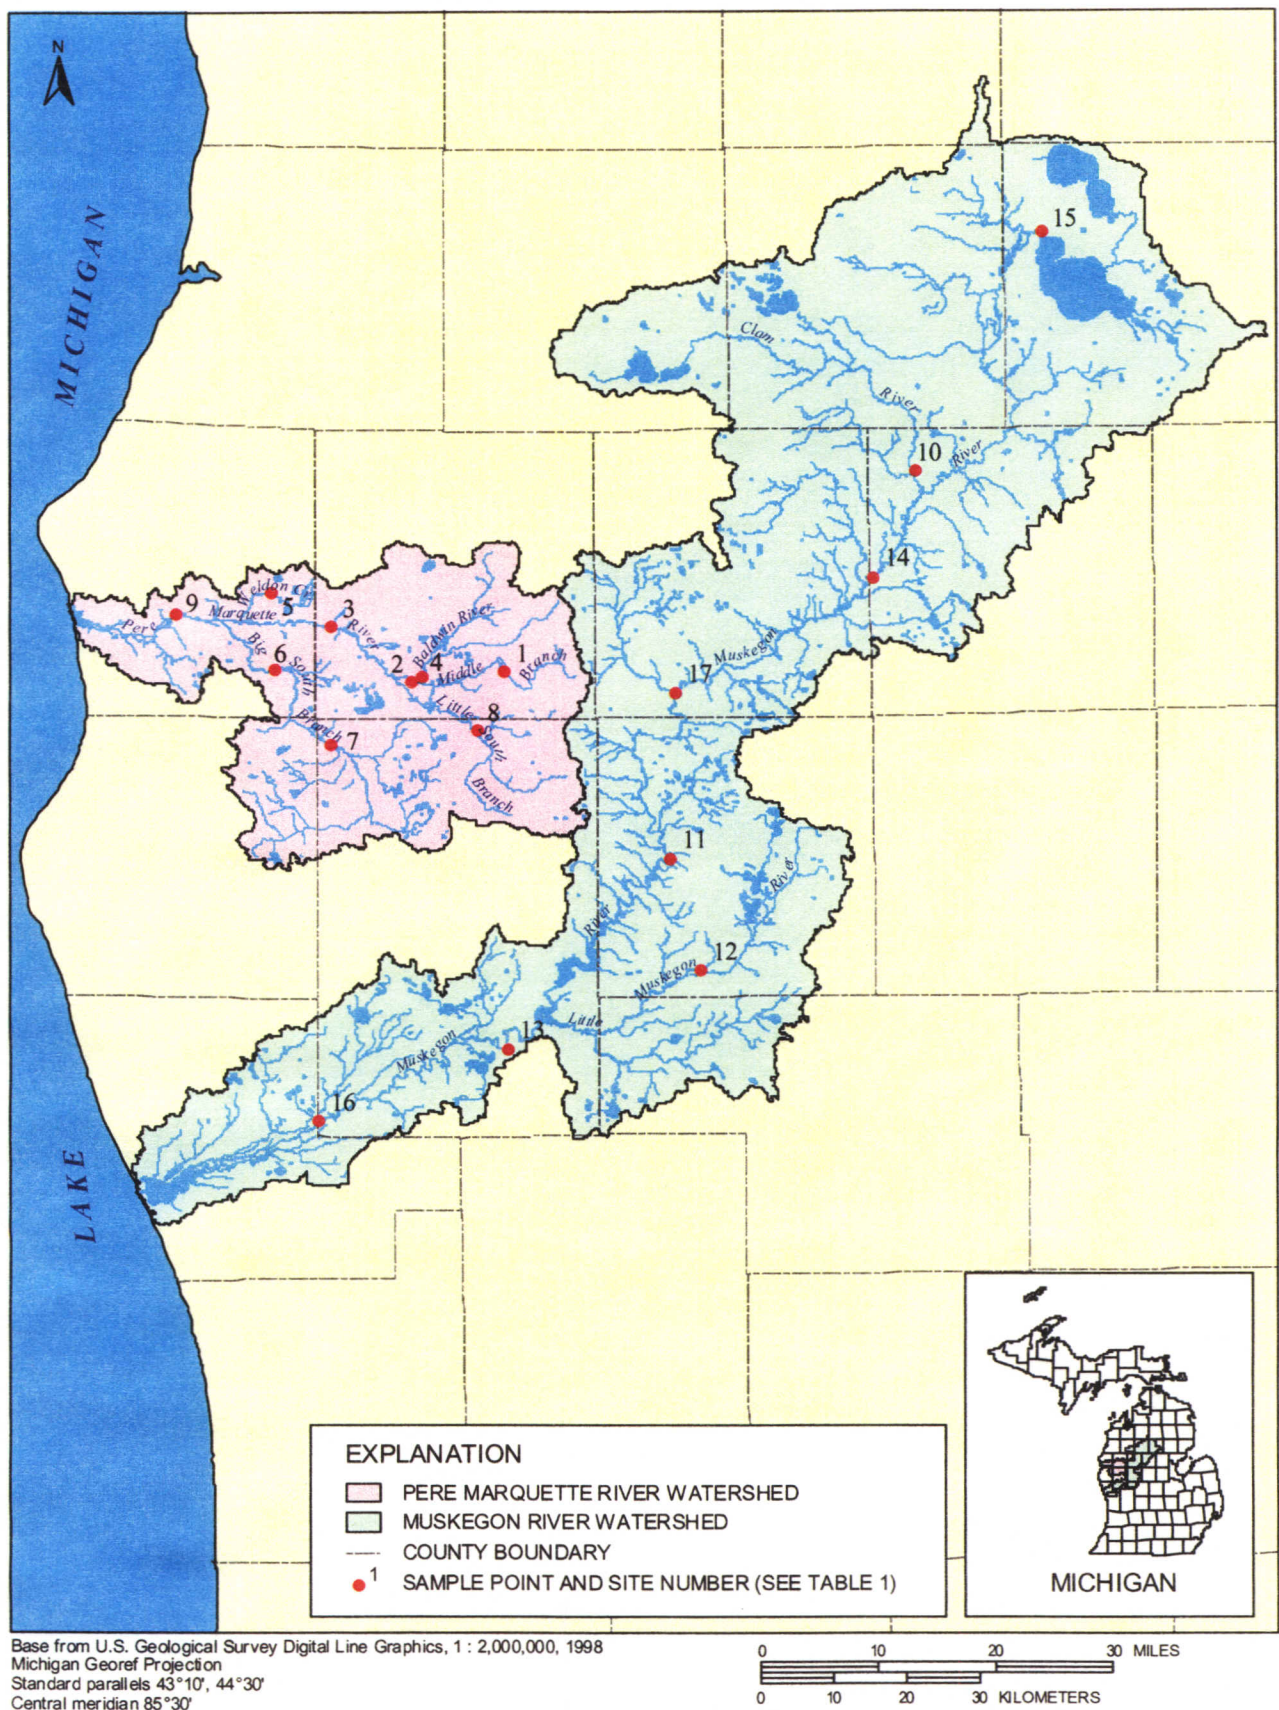 N
MICHIGAN
15
Clam
River
10
River
14
Weldon Cr
5
9
Marquette
3
Pere
River
Baldwin River
Big
6
South
2
4
Middle
1
Branch
Muskegon
17
Little
8
South
Branch
7
Branch
11
River
River
12
Muskegon
Little
13
Muskegon
16
LAKE
EXPLANATION
PERE MARQUETTE RIVER WATERSHED
MUSKEGON RIVER WATERSHED
COUNTY BOUNDARY
1 SAMPLE POINT AND SITE NUMBER (SEE TABLE 1)
MICHIGAN
Base from U.S. Geological Survey Digital Line Graphics, 1 : 2,000,000, 1998
Michigan Georef Projection
Standard parallels 43°10', 44°30'
Central meridian 85°30'
0 10 20 30 MILES
0 10 20 30 KILOMETERS